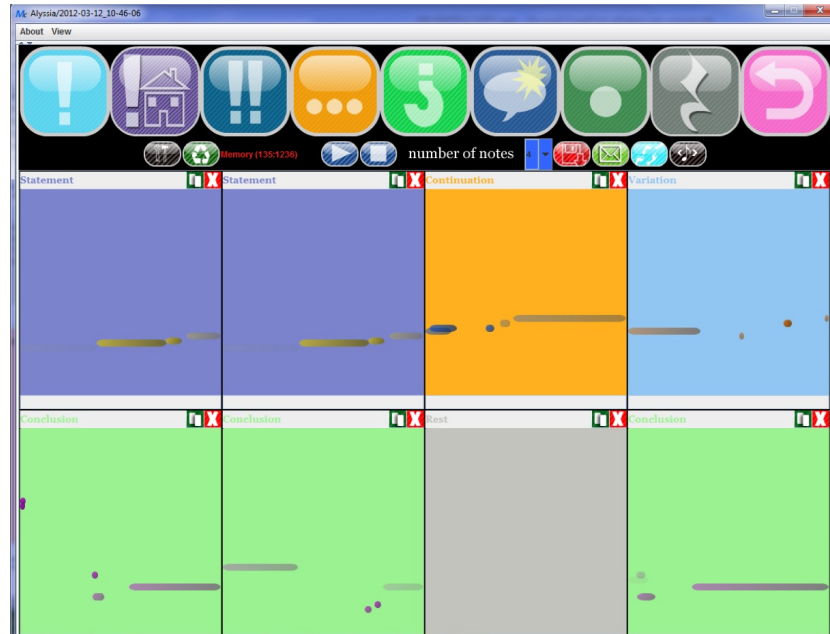 Alyssia/2012-03-12_10-46-06
About View
Memory (135:1236)
number of notes 4
Statement
Statement
Continuation
Variation
Conclusion
Conclusion
Rest
Conclusion